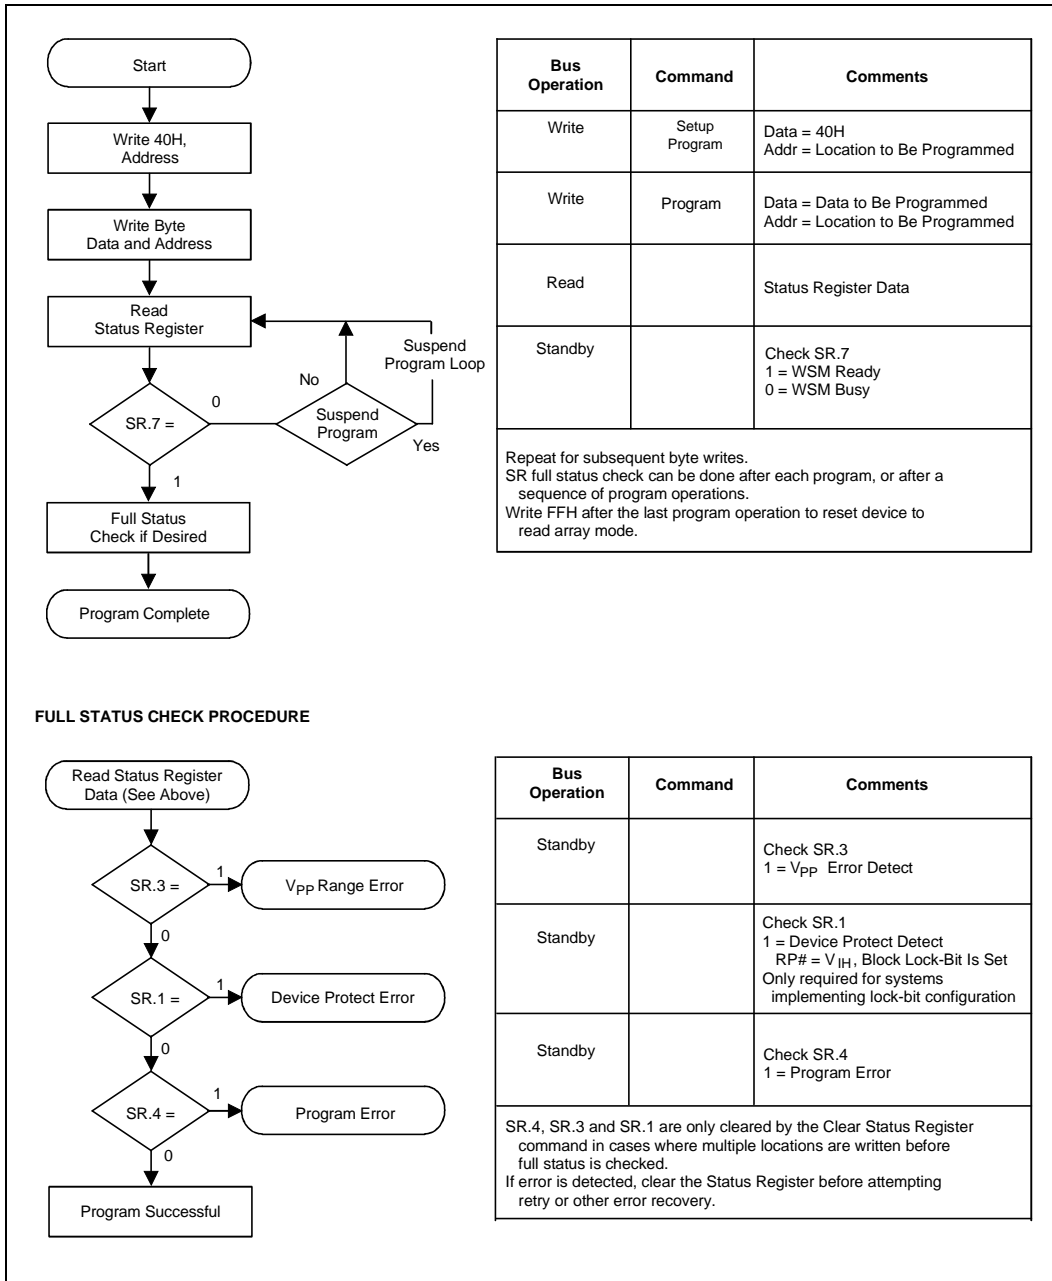 Start
Write 40H,
Address
Write Byte
Data and Address
Read
Status Register
Suspend
Program Loop
No
0
SR.7 =
Suspend
Program
Yes
1
Full Status
Check if Desired
Program Complete
Bus
Operation
Command
Comments
Write
Setup
Program
Data = 40H
Addr = Location to Be Programmed
Write
Program
Data = Data to Be Programmed
Addr = Location to Be Programmed
Read
Status Register Data
Standby
Check SR.7
1 = WSM Ready
0 = WSM Busy
Repeat for subsequent byte writes.
SR full status check can be done after each program, or after a
sequence of program operations.
Write FFH after the last program operation to reset device to
read array mode.
FULL STATUS CHECK PROCEDURE
Read Status Register
Data (See Above)
SR.3 =
1
VPP Range Error
0
SR.1 =
1
Device Protect Error
0
SR.4 =
1
Program Error
0
Program Successful
Bus
Operation
Command
Comments
Standby
Check SR.3
1 = VPP Error Detect
Standby
Check SR.1
1 = Device Protect Detect
RP# = VIH, Block Lock-Bit Is Set
Only required for systems
implementing lock-bit configuration
Standby
Check SR.4
1 = Program Error
SR.4, SR.3 and SR.1 are only cleared by the Clear Status Register
command in cases where multiple locations are written before
full status is checked.
If error is detected, clear the Status Register before attempting
retry or other error recovery.